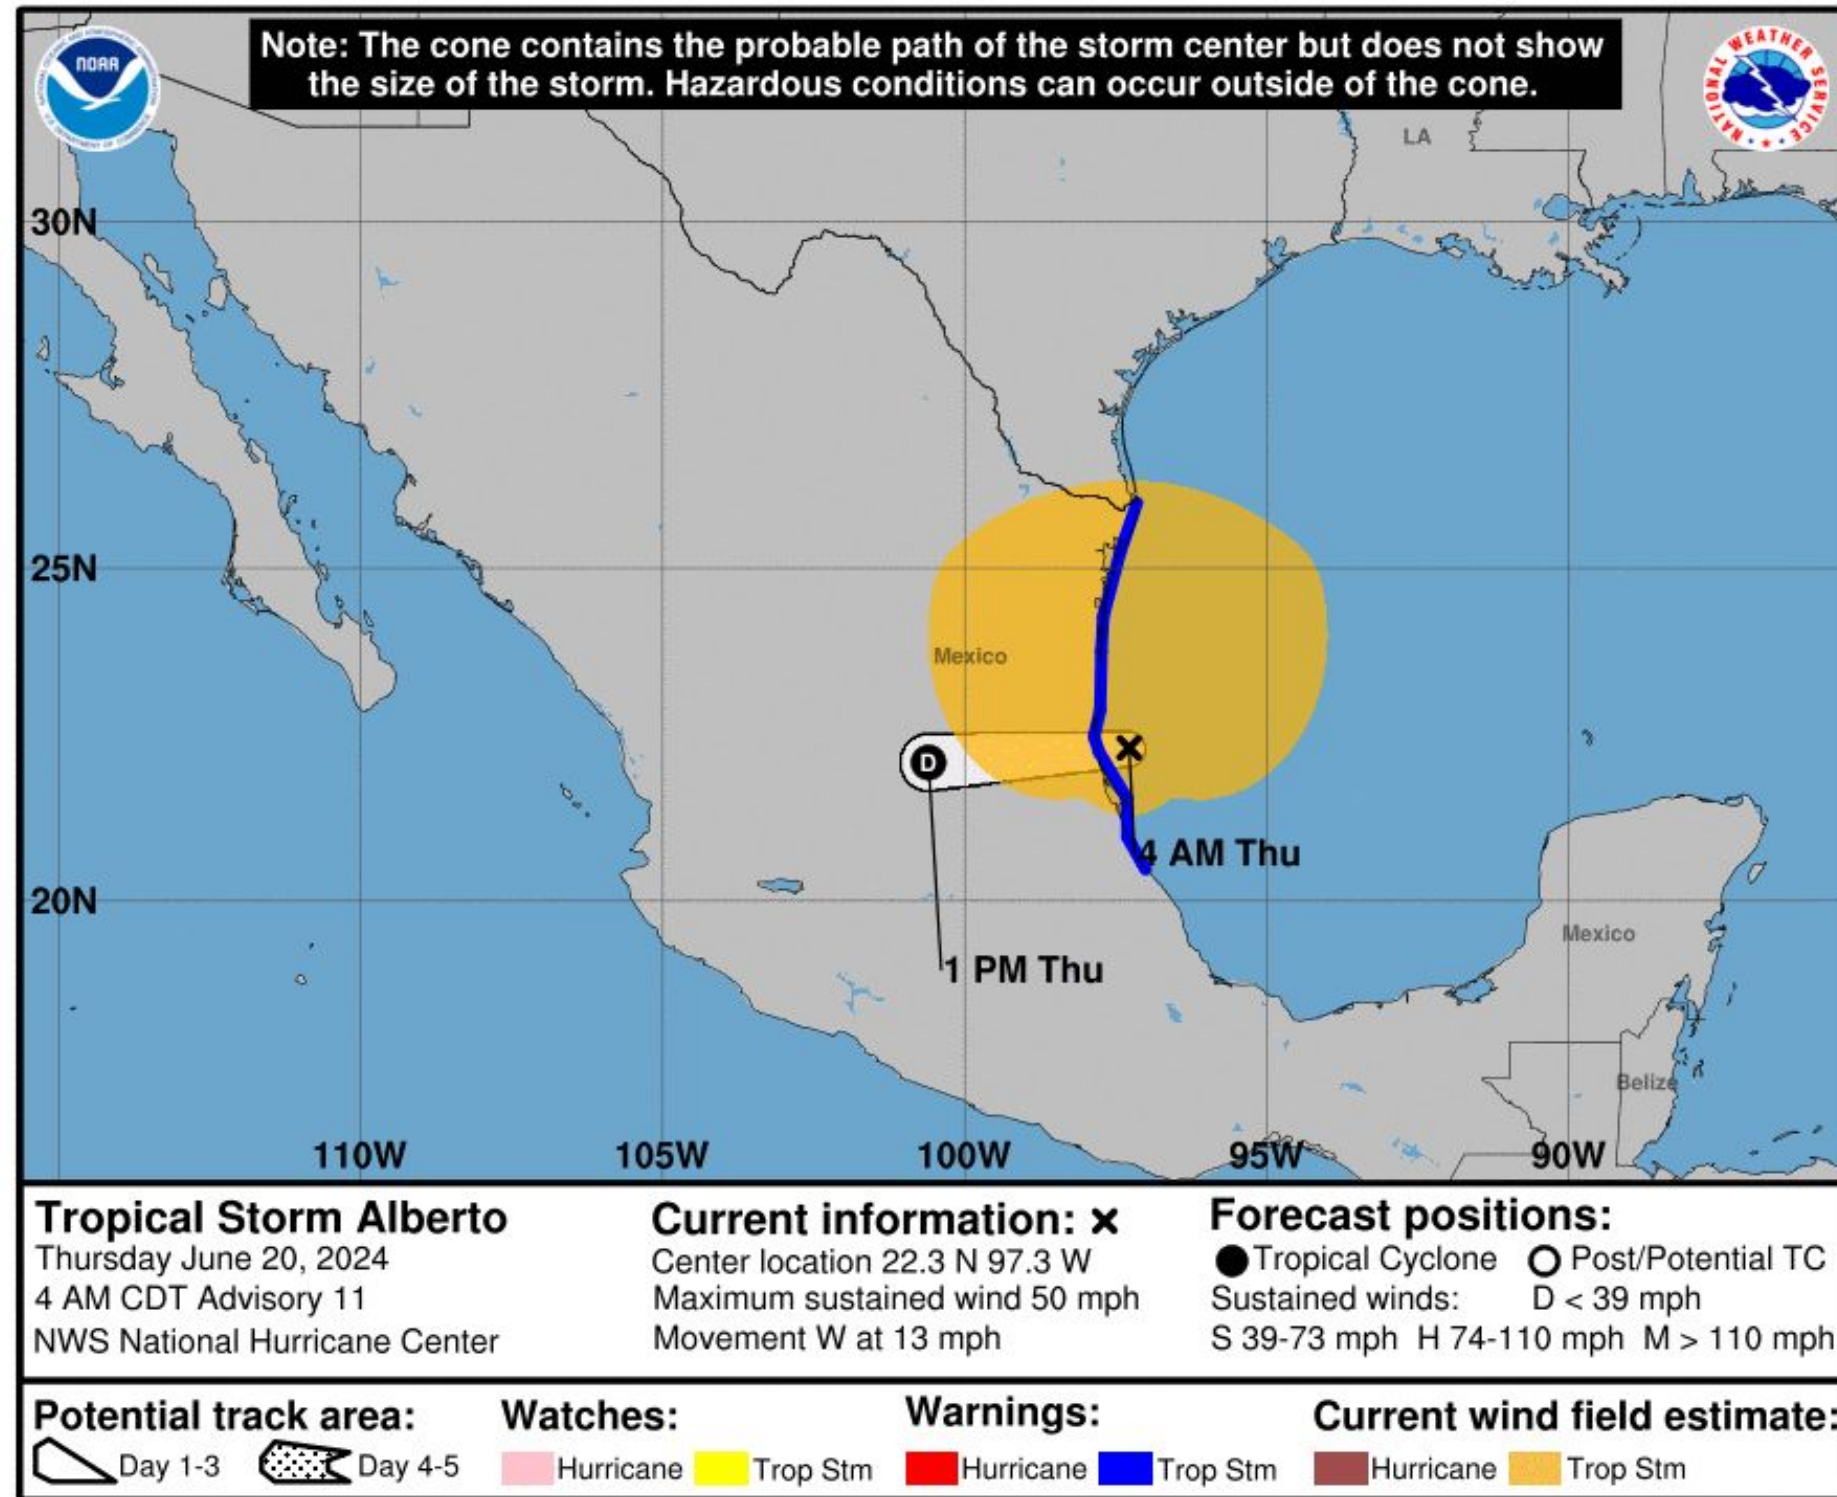 Note: The cone contains the probable path of the storm center but does not show
the size of the storm. Hazardous conditions can occur outside of the cone.
NOAA
NATIONAL WEATHER SERVICE
LA
30N
25N
Mexico
D
4 AM Thu
20N
Mexico
1 PM Thu
Belize
110W 105W 100W 95W 90W
Tropical Storm Alberto
Thursday June 20, 2024
4 AM CDT Advisory 11
NWS National Hurricane Center
Current information: x
Center location 22.3 N 97.3 W
Maximum sustained wind 50 mph
Movement W at 13 mph
Forecast positions:
Tropical Cyclone Post/Potential TC
Sustained winds: D < 39 mph
S 39-73 mph H 74-110 mph M > 110 mph
Potential track area:
Day 1-3 Day 4-5
Watches:
Hurricane Trop Stm
Warnings:
Hurricane Trop Stm
Current wind field estimate:
Hurricane Trop Stm